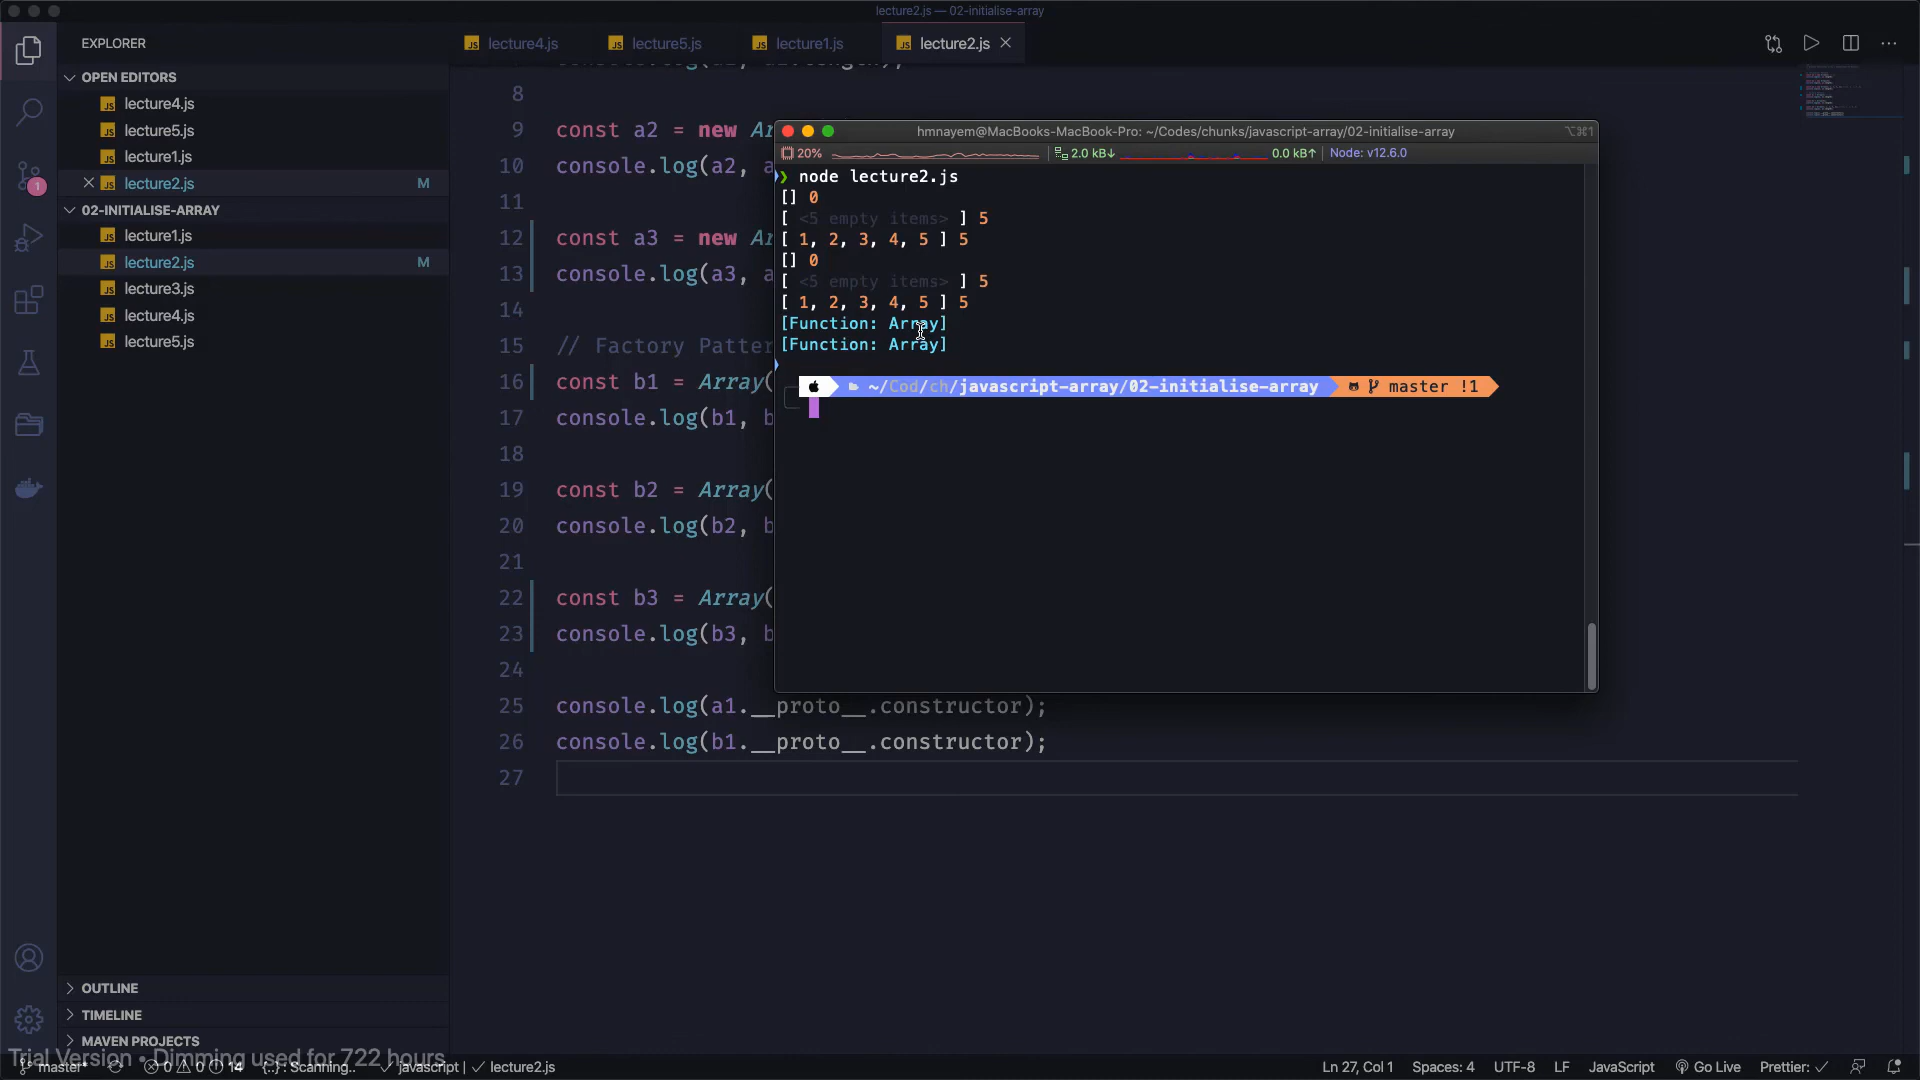 lecture2.js — 02-initialise-array
EXPLORER
OPEN EDITORS
lecture4.js
lecture5.js
lecture1.js
lecture2.js M
02-INITIALISE-ARRAY
lecture1.js
lecture2.js M
lecture3.js
lecture4.js
lecture5.js
OUTLINE
TIMELINE
MAVEN PROJECTS
1
lecture4.js
lecture5.js
lecture1.js
lecture2.js
8
9 const a2 = new Ar
10 console.log(a2, a
11
12 const a3 = new Ar
13 console.log(a3, a
14
15 // Factory Patter
16 const b1 = Array(
17 console.log(b1, b
18
19 const b2 = Array(
20 console.log(b2, b
21
22 const b3 = Array(
23 console.log(b3, b
24
25 console.log(a1.__proto__.constructor);
26 console.log(b1.__proto__.constructor);
27
hmnayem@MacBooks-MacBook-Pro: ~/Codes/chunks/javascript-array/02-initialise-array
⌥⌘1
20% 2.0 kB↓ 0.0 kB↑ Node: v12.6.0
❯ node lecture2.js
[] 0
[ <5 empty items> ] 5
[ 1, 2, 3, 4, 5 ] 5
[] 0
[ <5 empty items> ] 5
[ 1, 2, 3, 4, 5 ] 5
[Function: Array]
[Function: Array]
~/Cod/ch/javascript-array/02-initialise-array master !1
Trial Version • Dimming used for 722 hours
master* 0 0 14 {..} : Scanning.. ✓ javascript | ✓ lecture2.js
Ln 27, Col 1 Spaces: 4 UTF-8 LF JavaScript Go Live Prettier: ✓